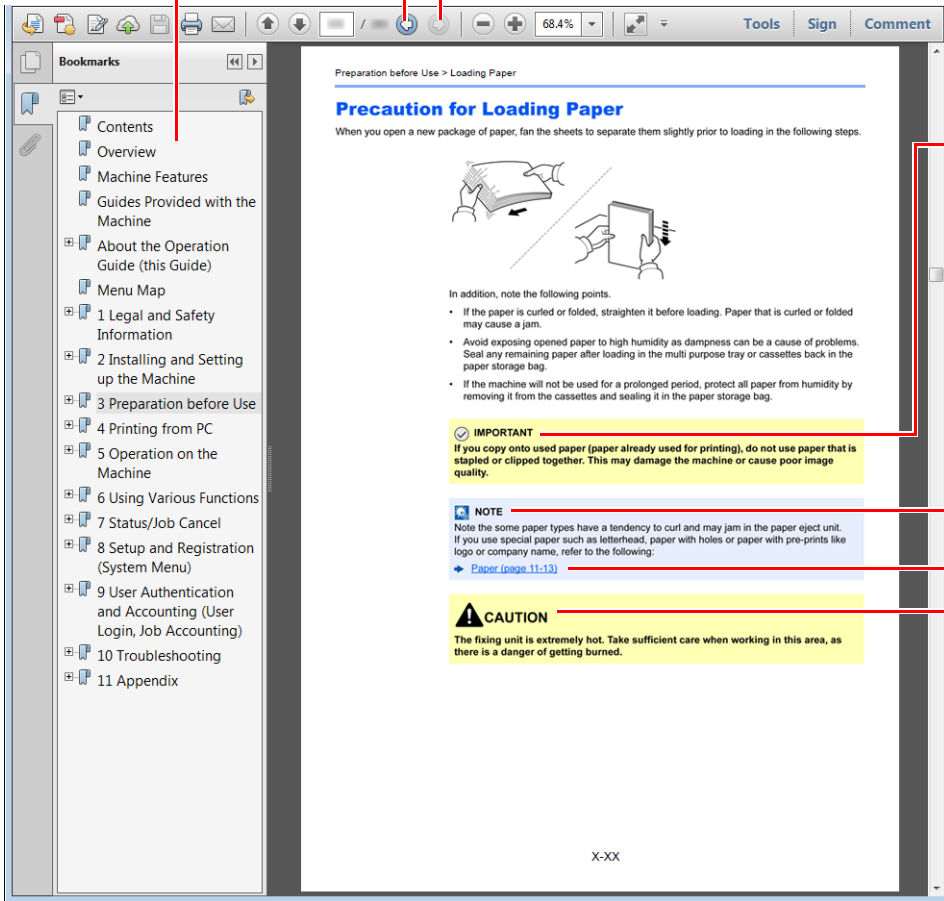 /
68.4%
Tools
Sign
Comment
Bookmarks
Contents
Overview
Machine Features
Guides Provided with the
Machine
About the Operation
Guide (this Guide)
Menu Map
1 Legal and Safety
Information
2 Installing and Setting
up the Machine
3 Preparation before Use
4 Printing from PC
5 Operation on the
Machine
6 Using Various Functions
7 Status/Job Cancel
8 Setup and Registration
(System Menu)
9 User Authentication
and Accounting (User
Login, Job Accounting)
10 Troubleshooting
11 Appendix
Preparation before Use > Loading Paper
Precaution for Loading Paper
When you open a new package of paper, fan the sheets to separate them slightly prior to loading in the following steps.
In addition, note the following points.
• If the paper is curled or folded, straighten it before loading. Paper that is curled or folded
may cause a jam.
• Avoid exposing opened paper to high humidity as dampness can be a cause of problems.
Seal any remaining paper after loading in the multi purpose tray or cassettes back in the
paper storage bag.
• If the machine will not be used for a prolonged period, protect all paper from humidity by
removing it from the cassettes and sealing it in the paper storage bag.
IMPORTANT
If you copy onto used paper (paper already used for printing), do not use paper that is
stapled or clipped together. This may damage the machine or cause poor image
quality.
NOTE
Note the some paper types have a tendency to curl and may jam in the paper eject unit.
If you use special paper such as letterhead, paper with holes or paper with pre-prints like
logo or company name, refer to the following:
Paper (page 11-13)
CAUTION
The fixing unit is extremely hot. Take sufficient care when working in this area, as
there is a danger of getting burned.
X-XX